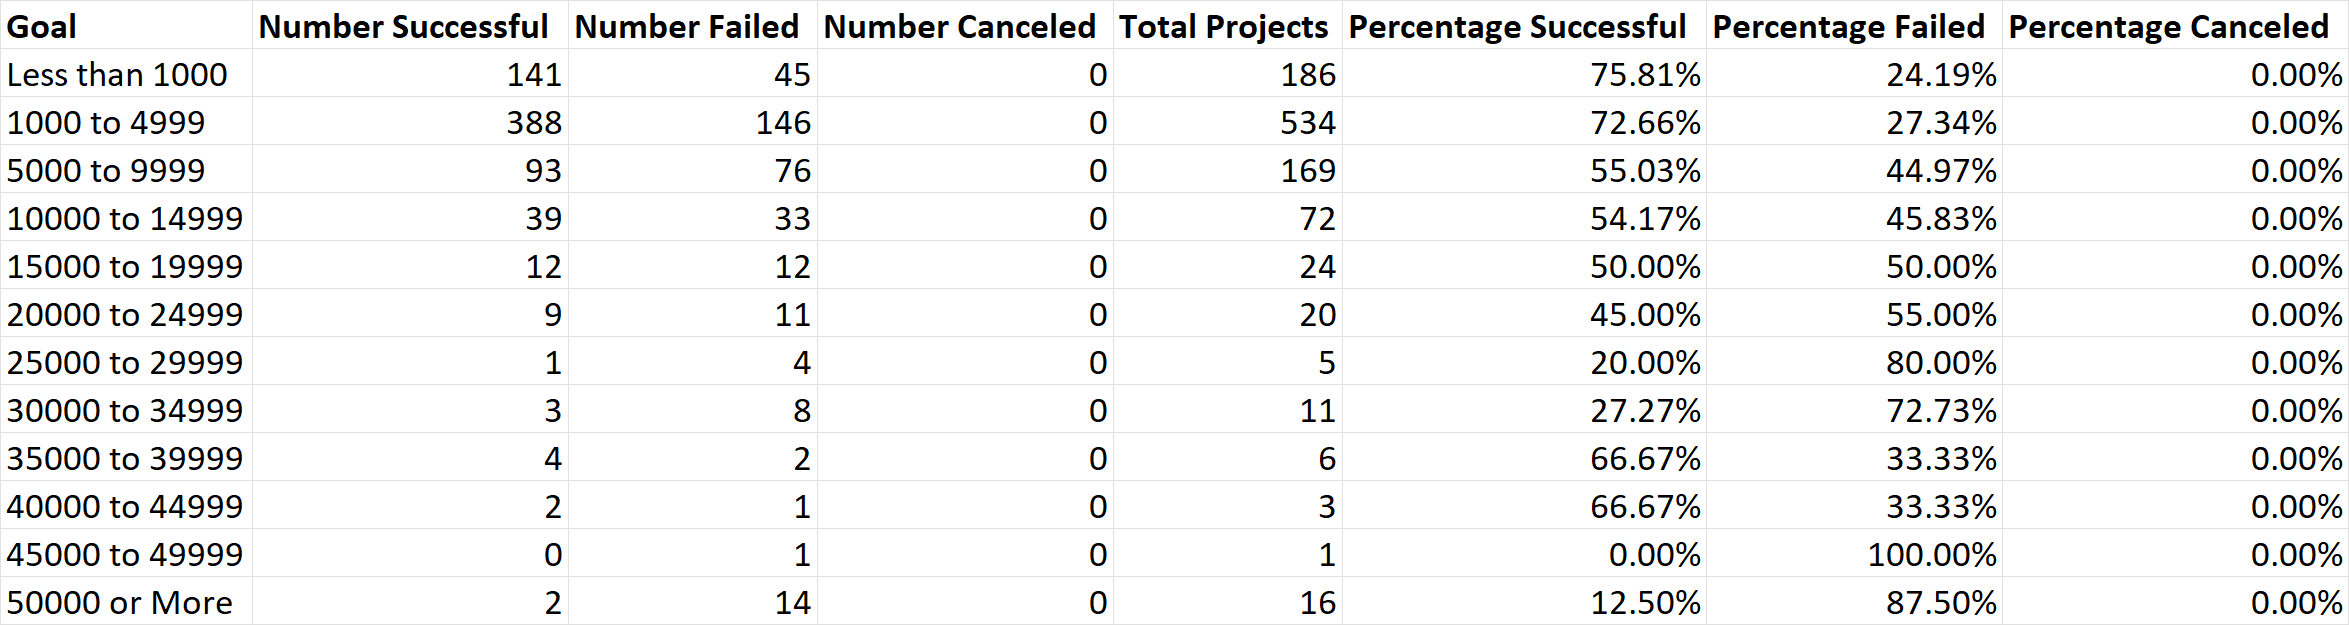 Goal Number Successful Number Failed Number Canceled Total Projects Percentage Successful Percentage Failed Percentage Canceled
Less than 1000 141 45 0 186 75.81% 24.19% 0.00%
1000 to 4999 388 146 0 534 72.66% 27.34% 0.00%
5000 to 9999 93 76 0 169 55.03% 44.97% 0.00%
10000 to 14999 39 33 0 72 54.17% 45.83% 0.00%
15000 to 19999 12 12 0 24 50.00% 50.00% 0.00%
20000 to 24999 9 11 0 20 45.00% 55.00% 0.00%
25000 to 29999 1 4 0 5 20.00% 80.00% 0.00%
30000 to 34999 3 8 0 11 27.27% 72.73% 0.00%
35000 to 39999 4 2 0 6 66.67% 33.33% 0.00%
40000 to 44999 2 1 0 3 66.67% 33.33% 0.00%
45000 to 49999 0 1 0 1 0.00% 100.00% 0.00%
50000 or More 2 14 0 16 12.50% 87.50% 0.00%